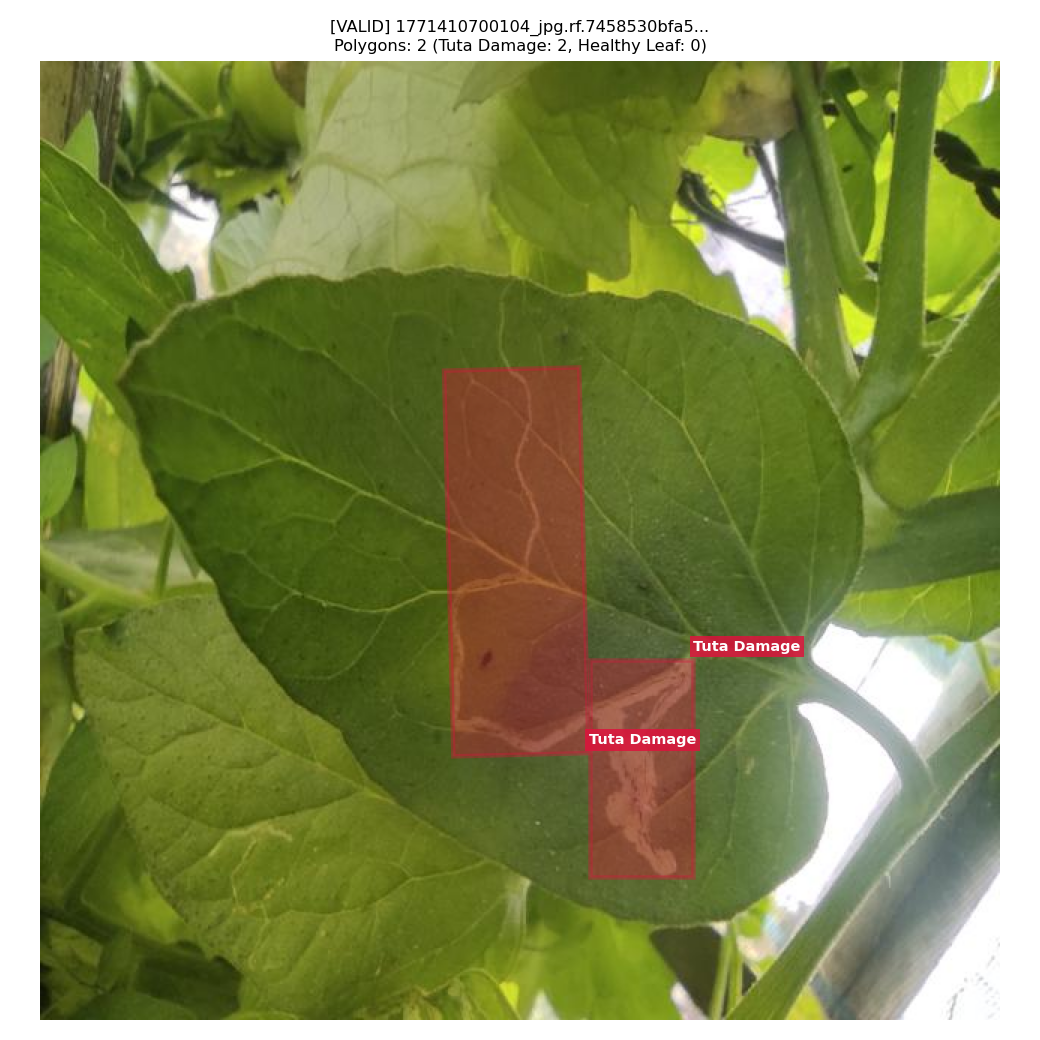 [VALID] 1771410700104_jpg.rf.7458530bfa5...
Polygons: 2 (Tuta Damage: 2, Healthy Leaf: 0)
Tuta Damage
Tuta Damage